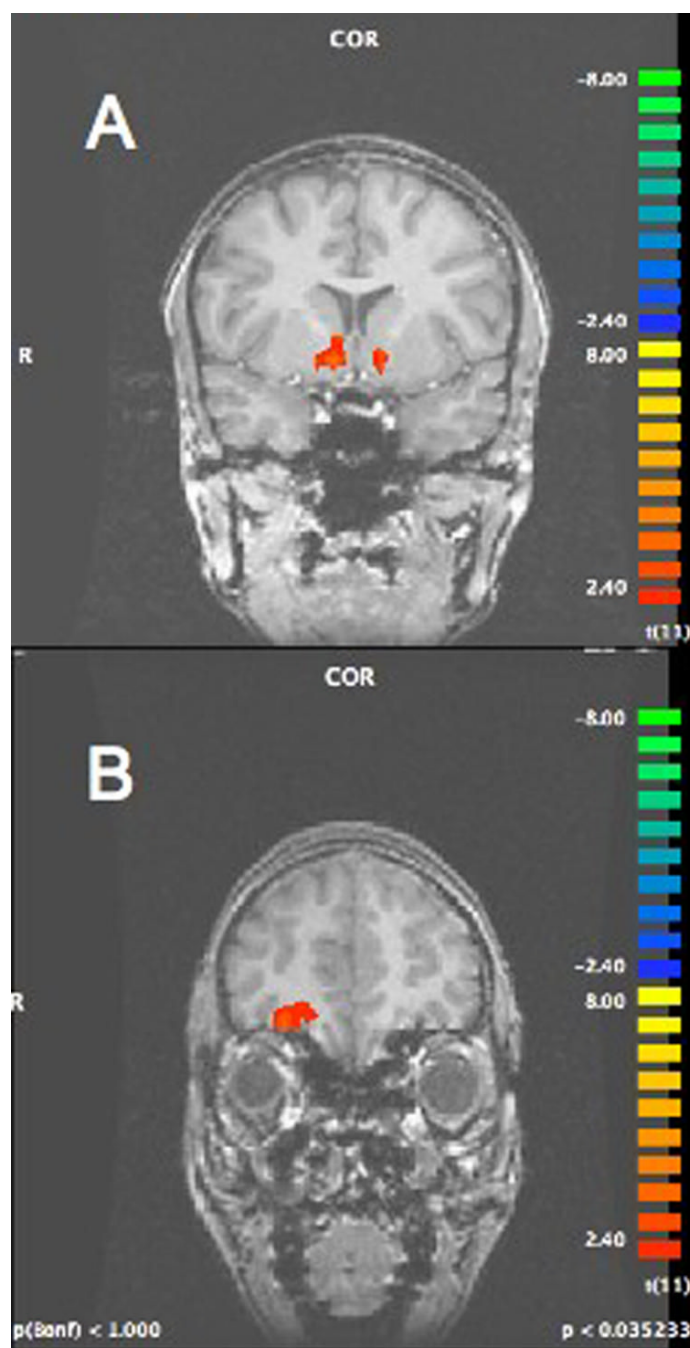 COR
A
-8.00
-2.40
R
8.00
2.40
t(11)
COR
B
-8.00
-2.40
R
8.00
2.40
t(11)
p(Bonf) < 1.000
p < 0.035233